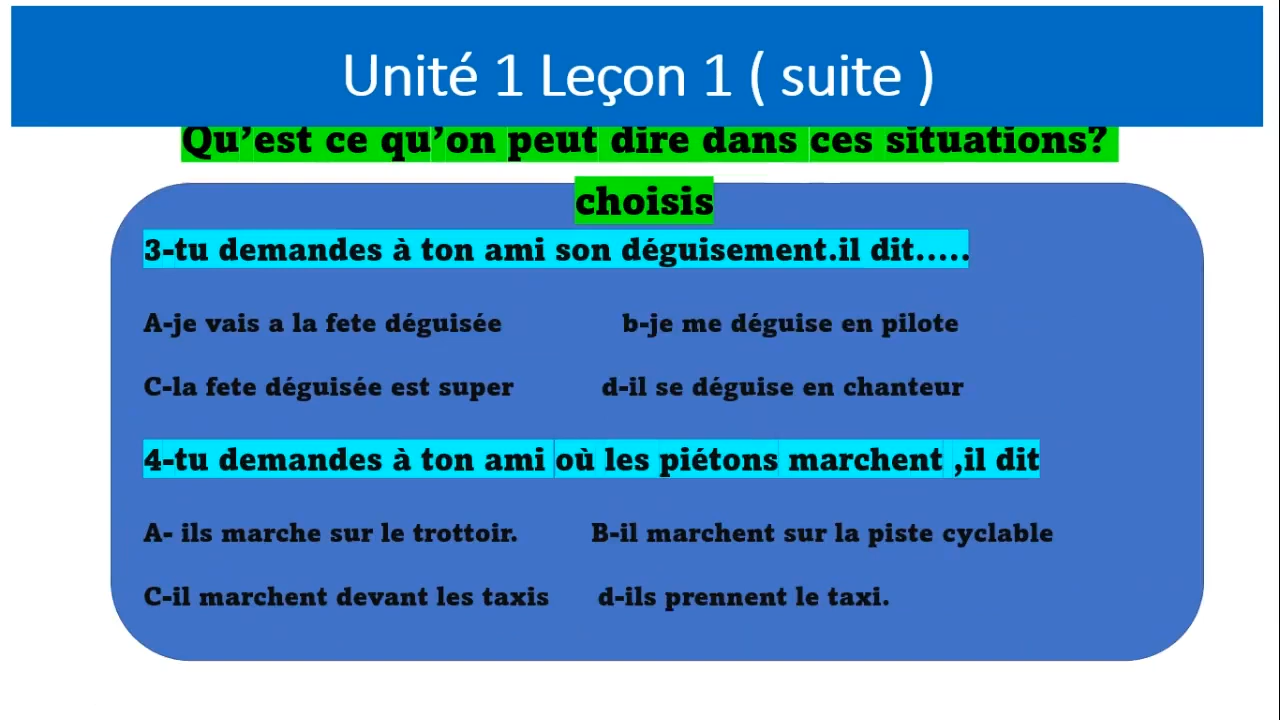 Unité 1 Leçon 1 ( suite )
Qu’est ce qu’on peut dire dans ces situations?
choisis
3-tu demandes à ton ami son déguisement.il dit.....
A-je vais a la fete déguisée b-je me déguise en pilote
C-la fete déguisée est super d-il se déguise en chanteur
4-tu demandes à ton ami où les piétons marchent ,il dit
A- ils marche sur le trottoir. B-il marchent sur la piste cyclable
C-il marchent devant les taxis d-ils prennent le taxi.